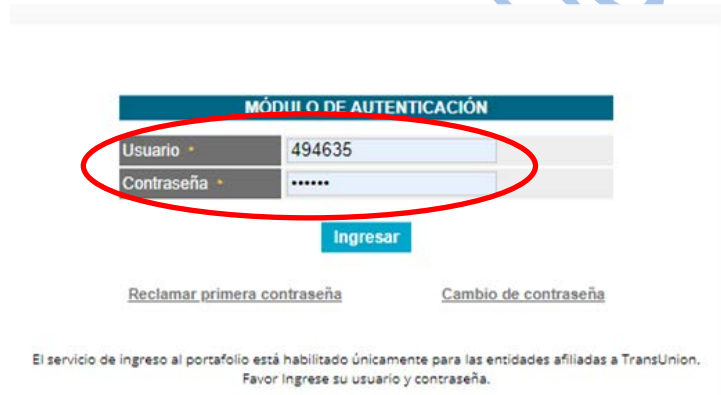 MÓDULO DE AUTENTICACIÓN
Usuario * 494635
Contraseña * ••••••
Ingresar
Reclamar primera contraseña Cambio de contraseña
El servicio de ingreso al portafolio está habilitado únicamente para las entidades afiliadas a TransUnion.
Favor Ingrese su usuario y contraseña.